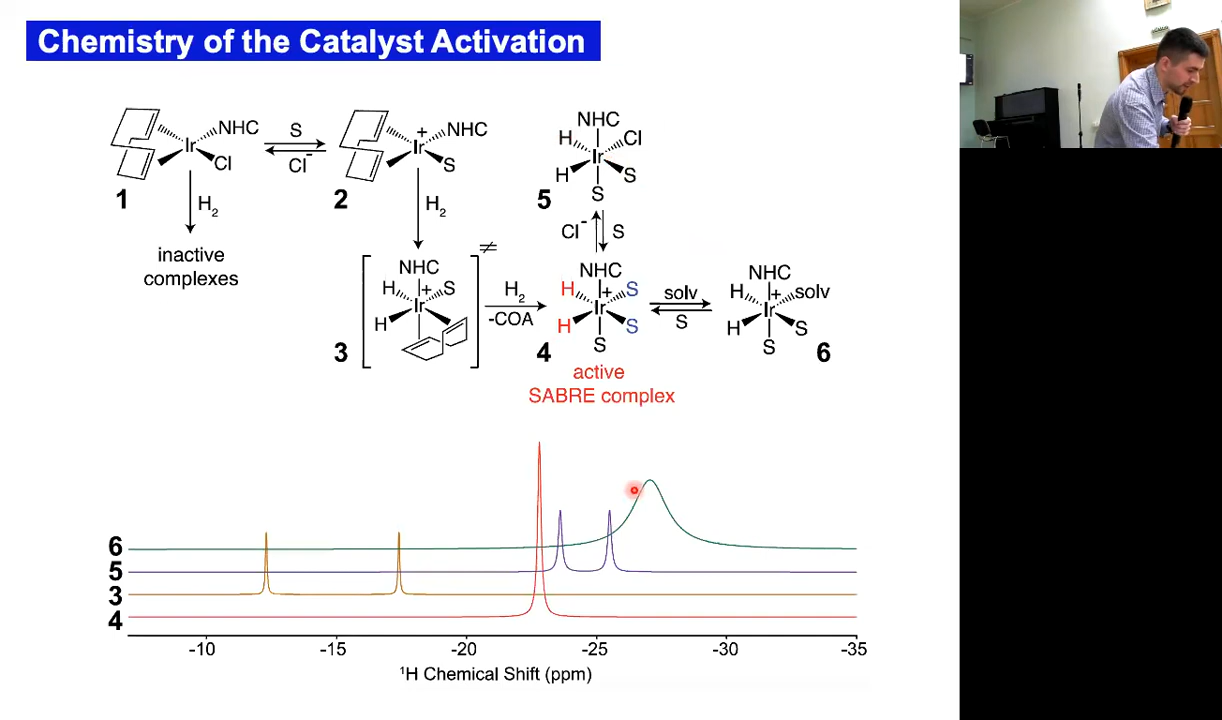 Chemistry of the Catalyst Activation
NHC
Ir
Cl
1
S
Cl⁻
H₂
inactive
complexes
+
NHC
Ir
S
2
H₂
NHC
H
+
S
Ir
H
≠
3
H₂
-COA
NHC
H
Cl
Ir
H
S
S
5
Cl⁻
S
NHC
H
+
S
Ir
H
S
S
4
active
SABRE complex
solv
S
NHC
H
+
solv
Ir
H
S
S
6
6
5
3
4
-10 -15 -20 -25 -30 -35
¹H Chemical Shift (ppm)